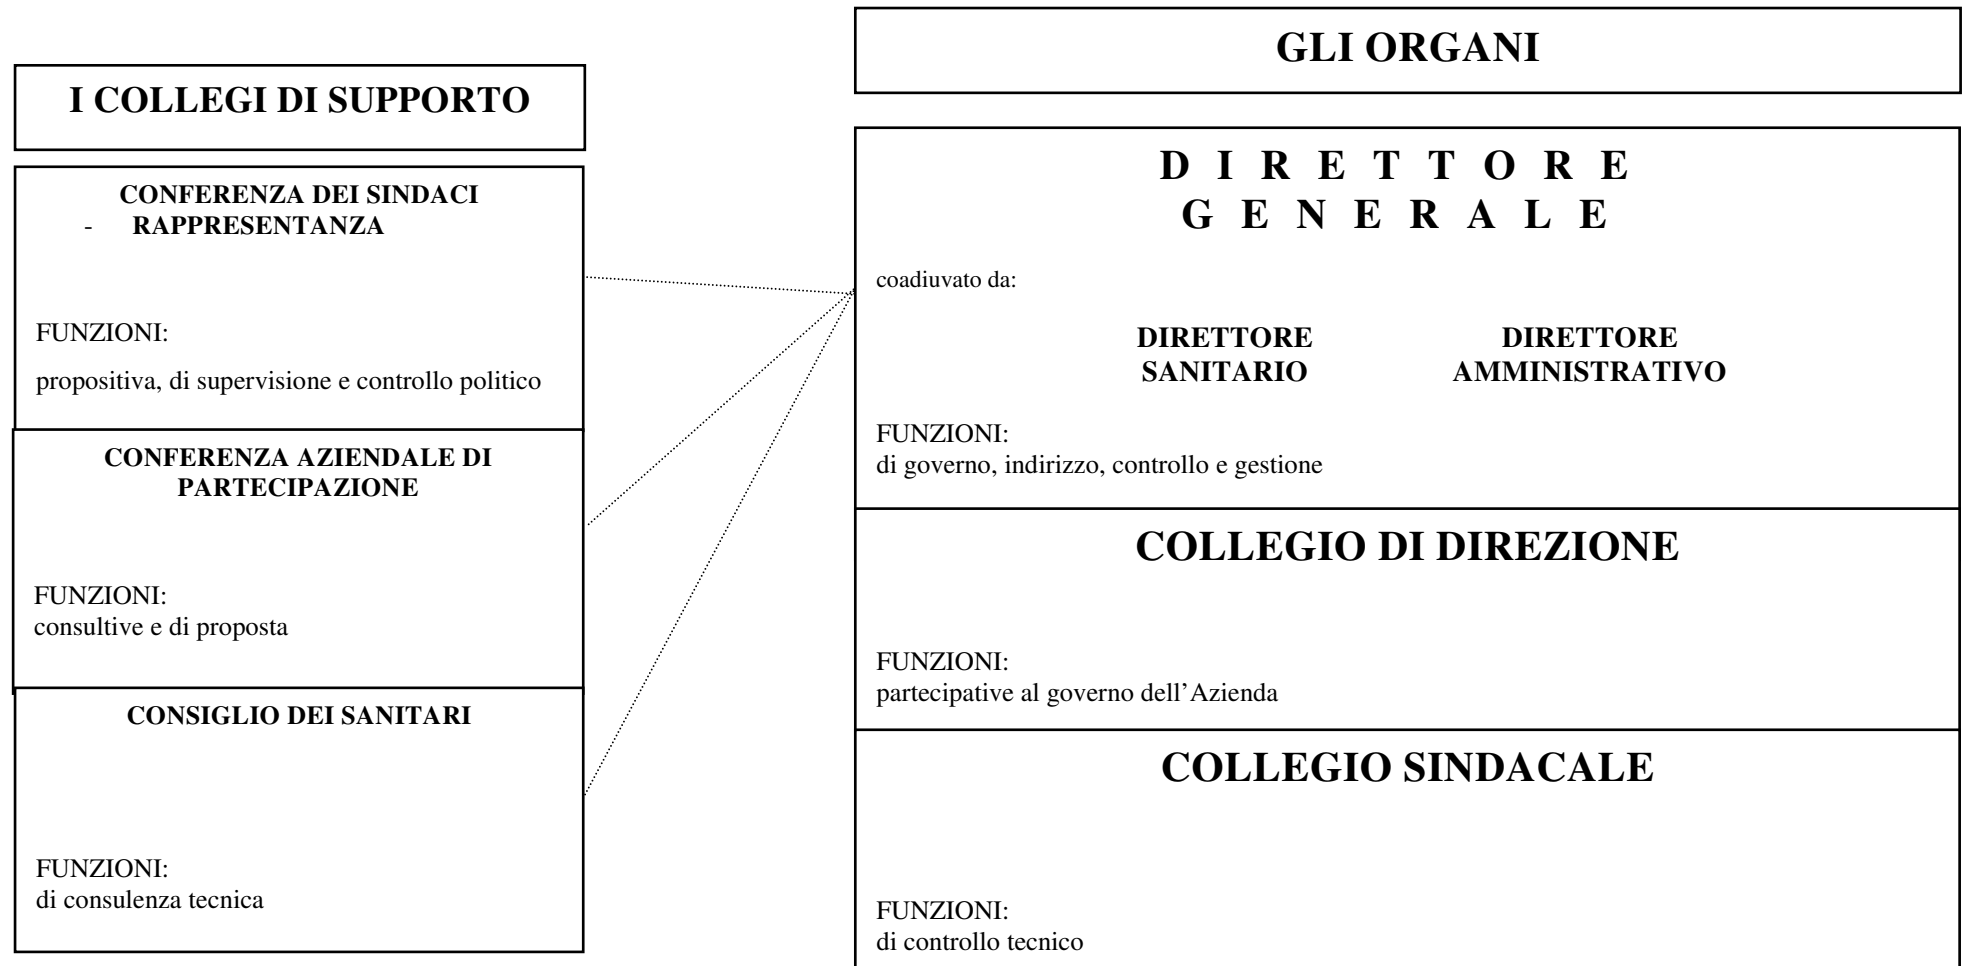 I COLLEGI DI SUPPORTO
CONFERENZA DEI SINDACI
- RAPPRESENTANZA
FUNZIONI:
propositiva, di supervisione e controllo politico
CONFERENZA AZIENDALE DI
PARTECIPAZIONE
FUNZIONI:
consultive e di proposta
CONSIGLIO DEI SANITARI
FUNZIONI:
di consulenza tecnica
GLI ORGANI
D I R E T T O R E
G E N E R A L E
coadiuvato da:
DIRETTORE
SANITARIO
DIRETTORE
AMMINISTRATIVO
FUNZIONI:
di governo, indirizzo, controllo e gestione
COLLEGIO DI DIREZIONE
FUNZIONI:
partecipative al governo dell’Azienda
COLLEGIO SINDACALE
FUNZIONI:
di controllo tecnico